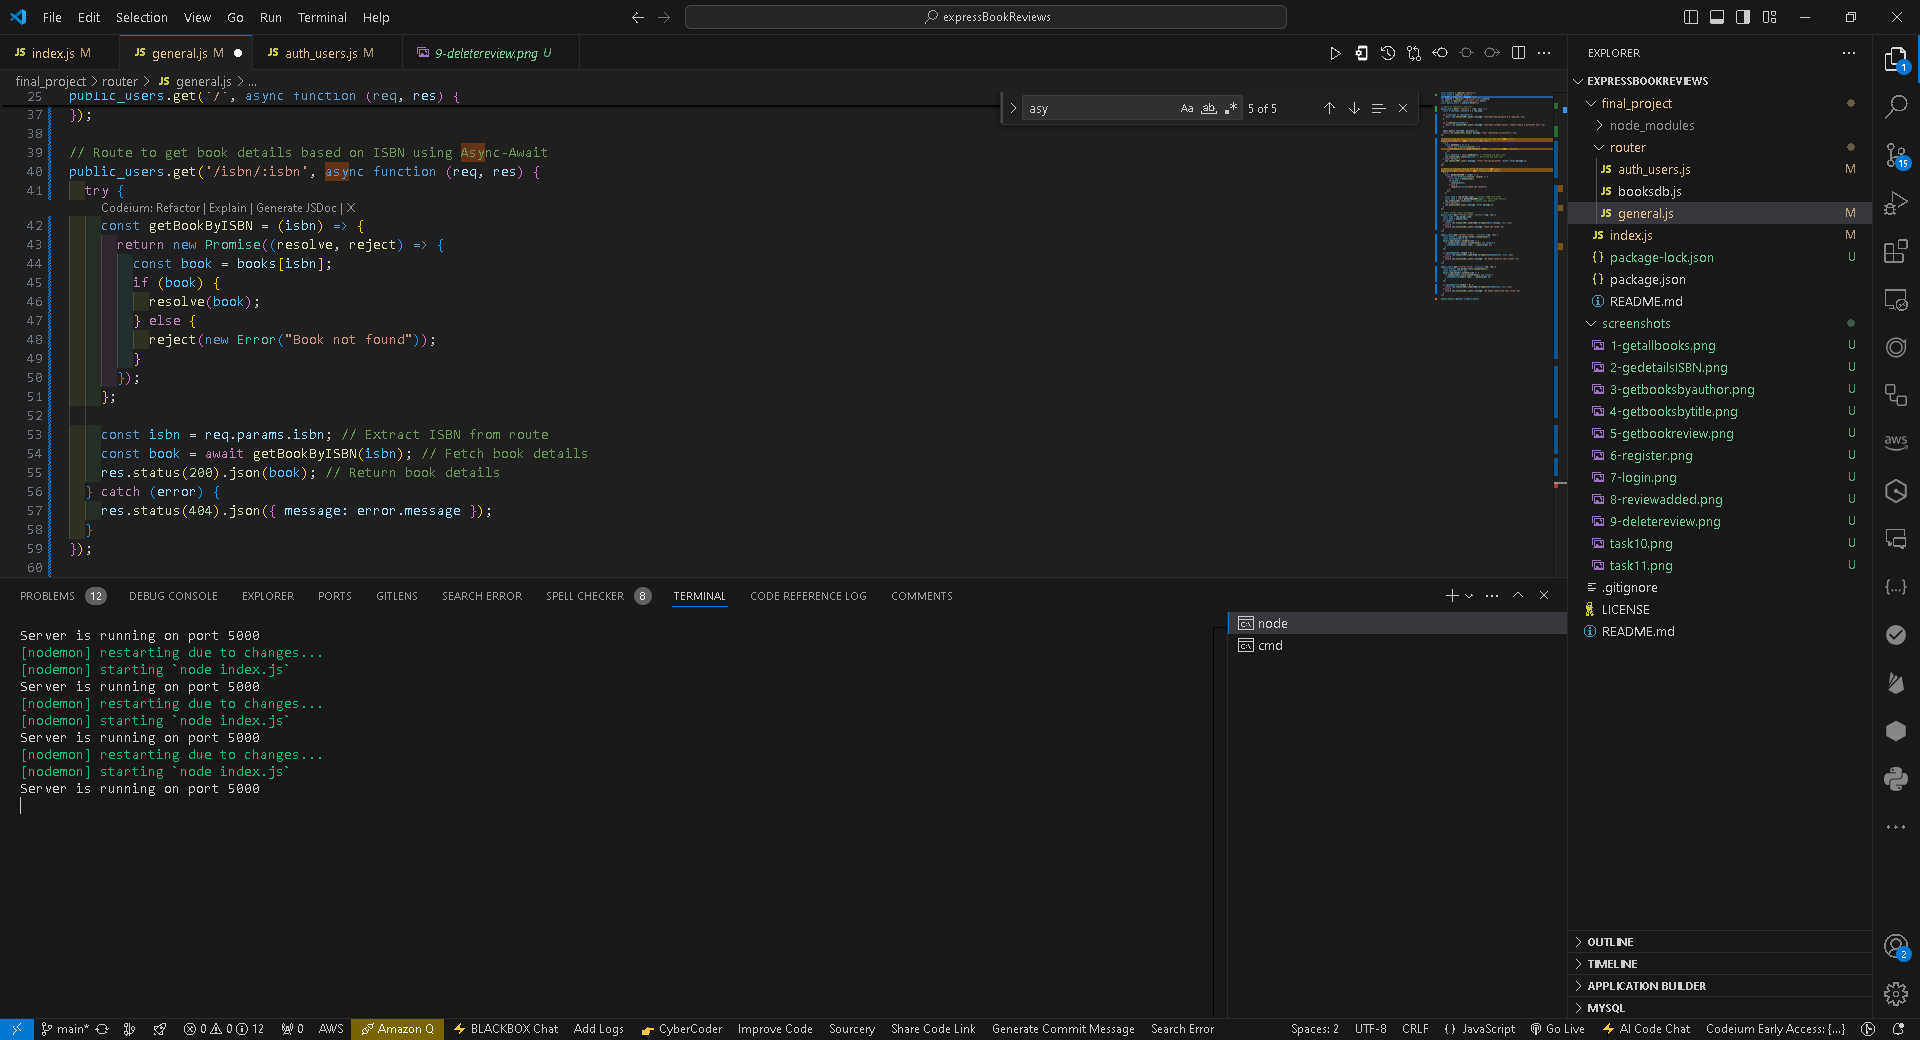 File Edit Selection View Go Run Terminal Help
expressBookReviews
JS index.js M
JS general.js M
JS auth_users.js M
9-deletereview.png U
final_project > router > JS general.js > ...
25 public_users.get('/', async function (req, res) {
37 });
38
39 // Route to get book details based on ISBN using Async-Await
40 public_users.get('/isbn/:isbn', async function (req, res) {
41 try {
Codeium: Refactor | Explain | Generate JSDoc | X
42 const getBookByISBN = (isbn) => {
43 return new Promise((resolve, reject) => {
44 const book = books[isbn];
45 if (book) {
46 resolve(book);
47 } else {
48 reject(new Error("Book not found"));
49 }
50 });
51 };
52
53 const isbn = req.params.isbn; // Extract ISBN from route
54 const book = await getBookByISBN(isbn); // Fetch book details
55 res.status(200).json(book); // Return book details
56 } catch (error) {
57 res.status(404).json({ message: error.message });
58 }
59 });
60
asy Aa ab .* 5 of 5
PROBLEMS 12 DEBUG CONSOLE EXPLORER PORTS GITLENS SEARCH ERROR SPELL CHECKER 8 TERMINAL CODE REFERENCE LOG COMMENTS
Server is running on port 5000
[nodemon] restarting due to changes...
[nodemon] starting `node index.js`
Server is running on port 5000
[nodemon] restarting due to changes...
[nodemon] starting `node index.js`
Server is running on port 5000
[nodemon] restarting due to changes...
[nodemon] starting `node index.js`
Server is running on port 5000
node
cmd
EXPLORER
EXPRESSBOOKREVIEWS
final_project
node_modules
router
JS auth_users.js M
JS booksdb.js
JS general.js M
JS index.js M
{} package-lock.json U
{} package.json
README.md
screenshots
1-getallbooks.png U
2-gedetailsISBN.png U
3-getbooksbyauthor.png U
4-getbooksbytitle.png U
5-getbookreview.png U
6-register.png U
7-login.png U
8-reviewadded.png U
9-deletereview.png U
task10.png U
task11.png U
.gitignore
LICENSE
README.md
OUTLINE
TIMELINE
APPLICATION BUILDER
MYSQL
1
15
aws
2
main* 0 0 12 0 AWS Amazon Q BLACKBOX Chat Add Logs CyberCoder Improve Code Sourcery Share Code Link Generate Commit Message Search Error Spaces: 2 UTF-8 CRLF {} JavaScript Go Live AI Code Chat Codeium Early Access: {...}